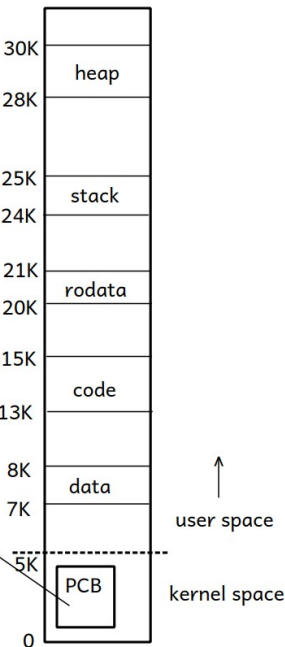 30K
heap
28K
25K
stack
24K
21K
rodata
20K
15K
code
13K
8K
data
7K
user space
5K
PCB
kernel space
0